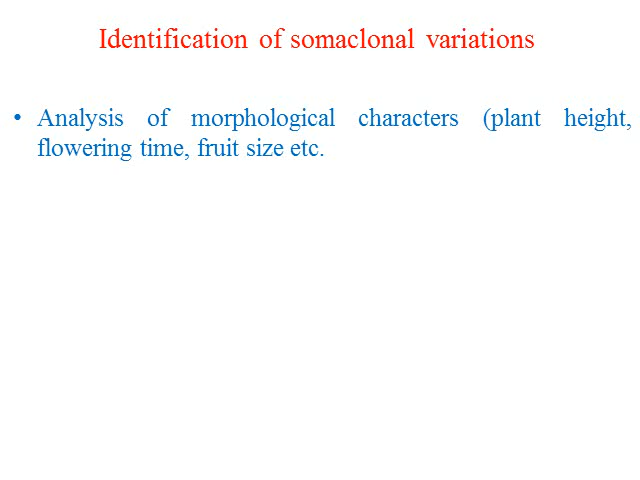 Identification of somaclonal variations
• Analysis of morphological characters (plant height,
flowering time, fruit size etc.